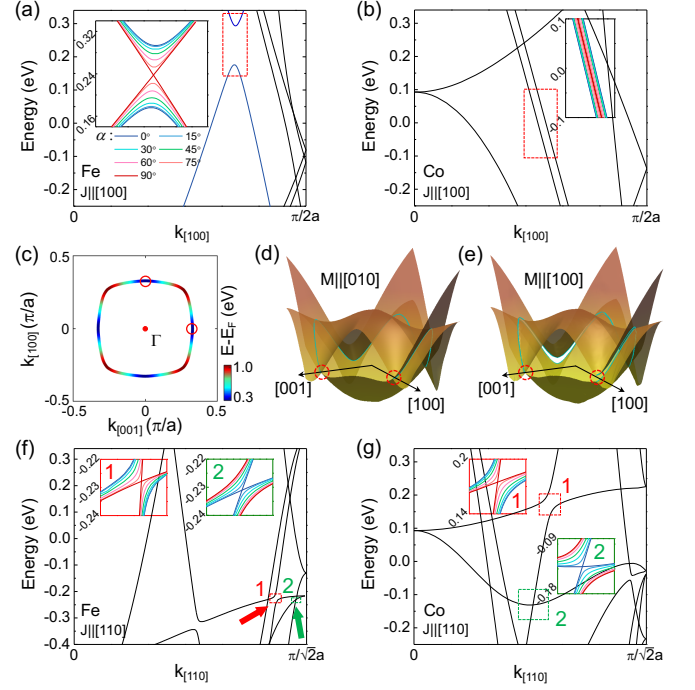 (a)
Energy (eV)
0.3
0.2
0.1
0.0
-0.1
-0.2
0.32
0.24
0.16
α :
0°
15°
30°
45°
60°
75°
90°
Fe
J||[100]
0
k[100]
π/2a
(b)
Energy (eV)
0.3
0.2
0.1
0.0
-0.1
-0.2
0.1
0.0
-0.1
Co
J||[100]
0
k[100]
π/2a
(c)
k[100](π/a)
0.5
0
-0.5
Γ
E-EF (eV)
1.0
0.3
-0.5
0
0.5
k[001](π/a)
(d)
M||[010]
[001]
[100]
(e)
M||[100]
[001]
[100]
(f)
Energy (eV)
0.3
0.2
0.1
0.0
-0.1
-0.2
-0.3
-0.4
-0.22
-0.23
-0.24
1
-0.22
-0.23
-0.24
2
1
2
Fe
J||[110]
0
k[110]
π/√2a
(g)
Energy (eV)
0.3
0.2
0.1
0.0
-0.1
-0.2
0.2
0.14
1
1
-0.09
-0.18
2
2
Co
J||[110]
0
k[110]
π/√2a